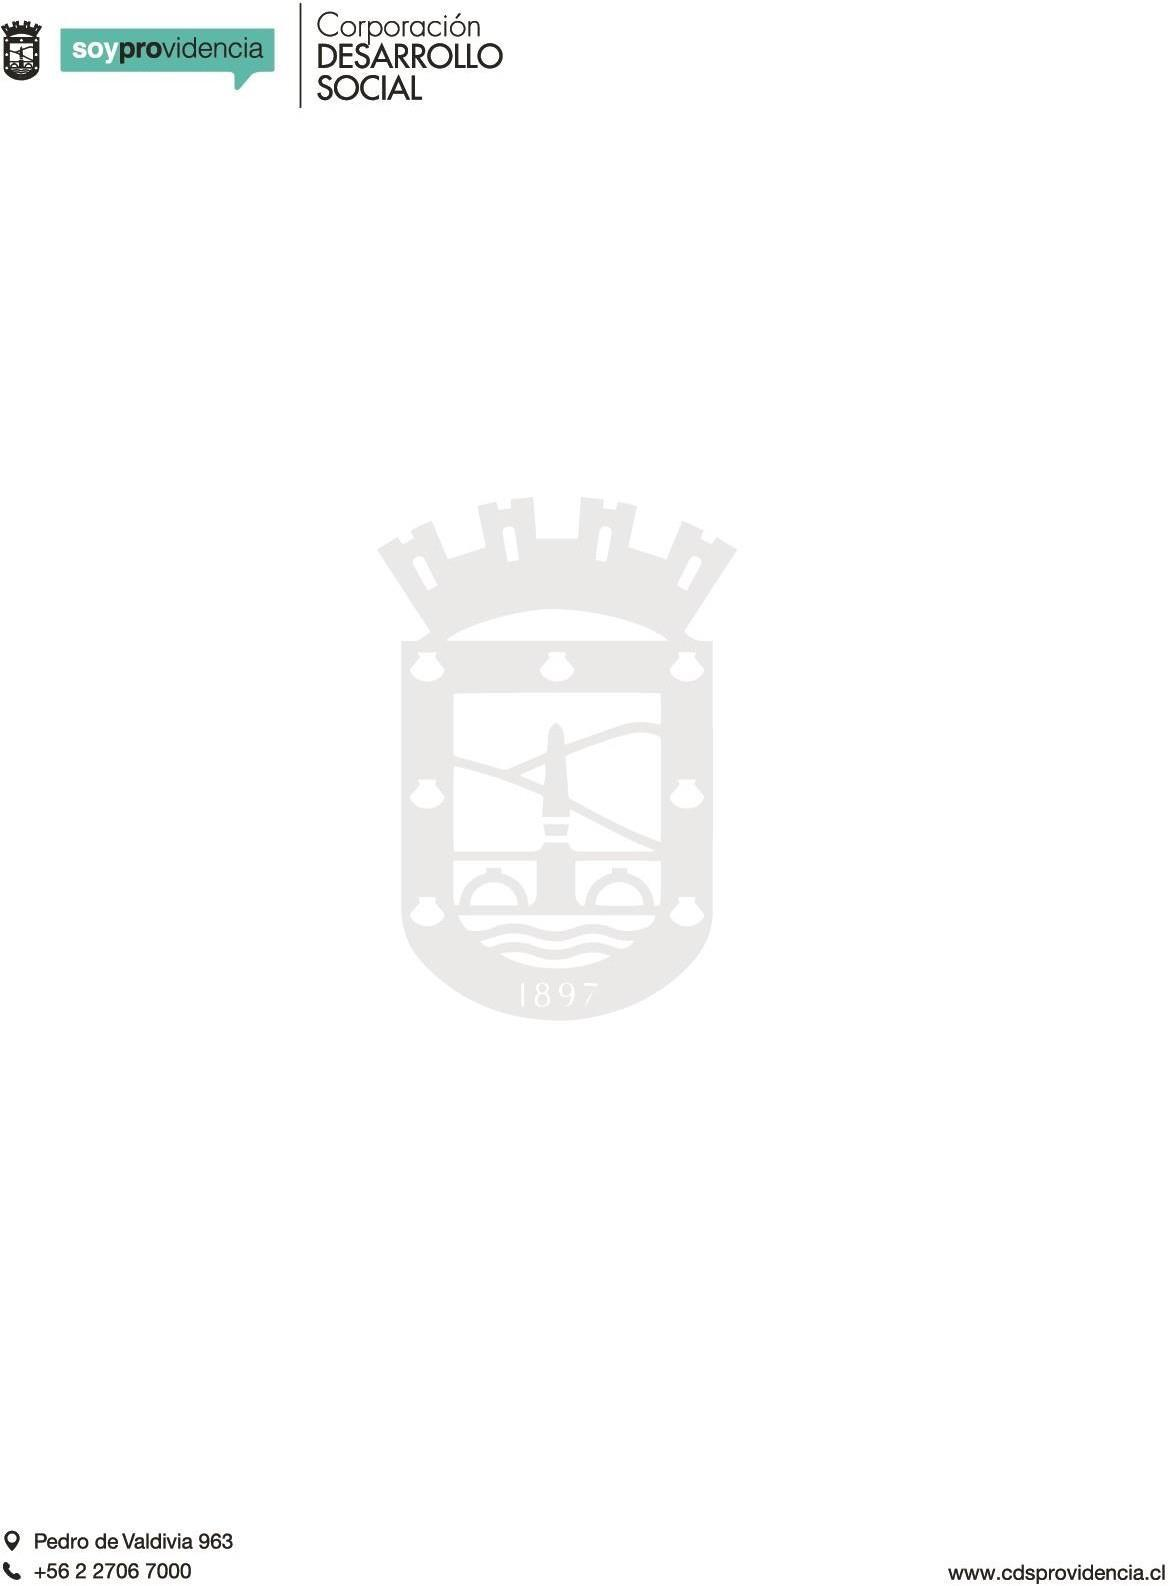 soyprovidencia
Corporación
DESARROLLO
SOCIAL
1897
Pedro de Valdivia 963
+56 2 2706 7000
www.cdsprovidencia.cl